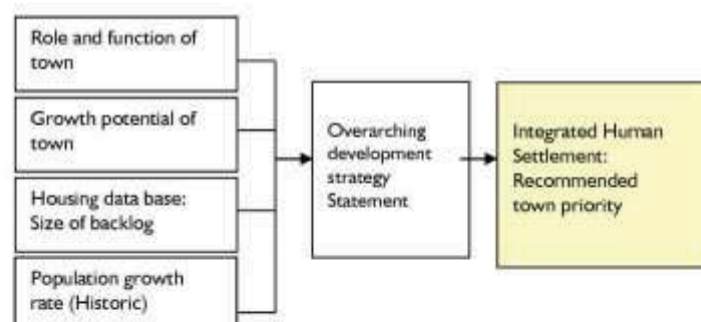 Role and function of
town
Growth potential of
town
Housing data base:
Size of backlog
Population growth
rate (Historic)
Overarching
development
strategy
Statement
Integrated Human
Settlement:
Recommended
town priority